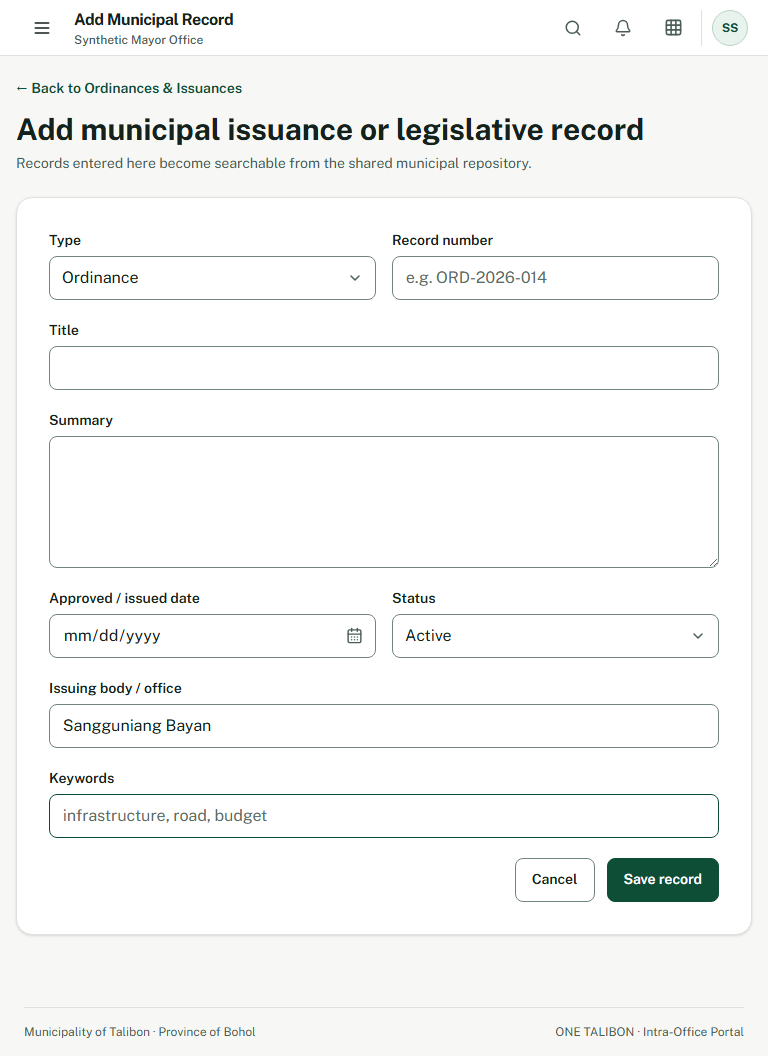 Add Municipal Record
Synthetic Mayor Office
SS
← Back to Ordinances & Issuances
Add municipal issuance or legislative record
Records entered here become searchable from the shared municipal repository.
Type
Record number
Ordinance
e.g. ORD-2026-014
Title
Summary
Approved / issued date
Status
mm/dd/yyyy
Active
Issuing body / office
Sangguniang Bayan
Keywords
infrastructure, road, budget
Cancel
Save record
Municipality of Talibon · Province of Bohol
ONE TALIBON · Intra-Office Portal